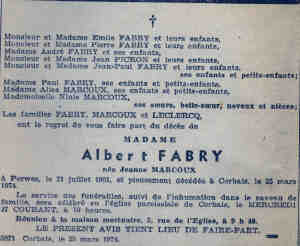 Monsieur et Madame Emile FABRY et leurs enfants,
Monsieur et Madame Pierre FABRY et leurs enfants,
Madame André FABRY et ses enfants,
Monsieur et Madame Jean PICRON et leurs enfants,
Monsieur et Madame Jean-Paul FABRY et leurs enfants,
ses enfants et petits-enfants;
Madame Paul FABRY, ses enfants et petits-enfants,
Madame Alice MARCOUX, ses enfants et petits-enfants,
Mademoiselle Ninie MARCOUX,
ses sœurs, belle-sœur, neveux et nièces;
Les familles FABRY, MARCOUX et LECLERCQ,
ont le regret de vous faire part du décès de
MADAME
Albert FABRY
née Jeanne MARCOUX
à Perwez, le 21 juillet 1901, et pieusement décédée à Corbais, le 25 mars
1974.
Le service des funérailles, suivi de l'inhumation dans le caveau de
famille, sera célébré en l'église paroissiale de Corbais, le MERCREDI
27 COURANT, à 10 heures.
Réunion à la maison mortuaire, 2, rue de l'Eglise, à 9 h 40.
LE PRESENT AVIS TIENT LIEU DE FAIRE-PART.
Corbais, le 25 mars 1974.